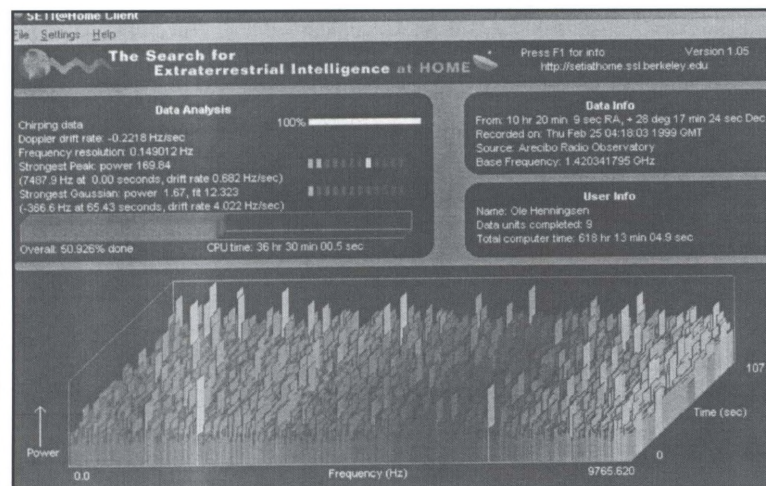 SETI@Home Client
File Settings Help
The Search for
Extraterrestrial Intelligence at HOME
Press F1 for info Version 1.05
http://setiathome.ssl.berkeley.edu
Data Analysis
Chirping data 100%
Doppler drift rate: -0.2218 Hz/sec
Frequency resolution: 0.149012 Hz
Strongest Peak: power 169.84
(7487.9 Hz at 0.00 seconds, drift rate 0.682 Hz/sec)
Strongest Gaussian: power 1.67, fit 12.323
(-366.6 Hz at 65.43 seconds, drift rate 4.022 Hz/sec)
Overall: 50.926% done CPU time: 36 hr 30 min 00.5 sec
Data Info
From: 10 hr 20 min 9 sec RA, + 28 deg 17 min 24 sec Dec
Recorded on: Thu Feb 25 04:18:03 1999 GMT
Source: Arecibo Radio Observatory
Base Frequency: 1.420341795 GHz
User Info
Name: Ole Henningsen
Data units completed: 9
Total computer time: 618 hr 13 min 04.9 sec
107
Time (sec)
0
Power
0.0 Frequency (Hz) 9765.620